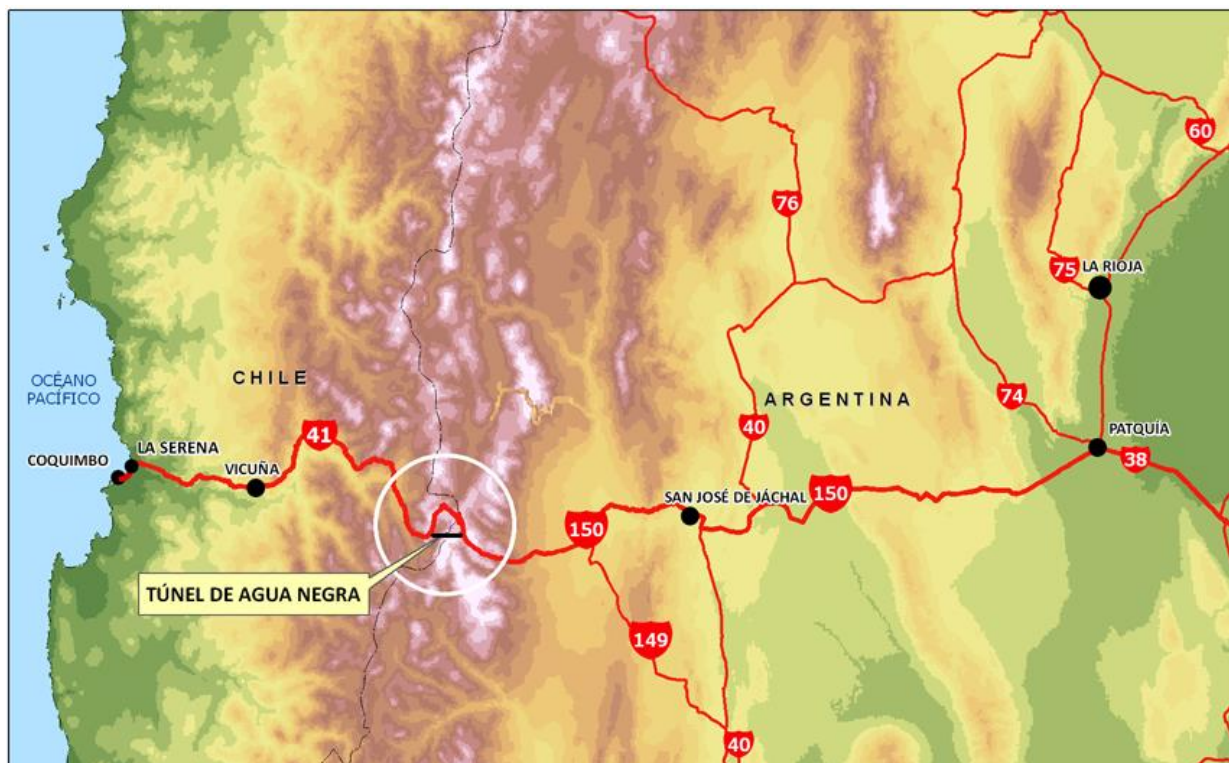 60
76
75
LA RIOJA
OCÉANO
PACÍFICO
CHILE
ARGENTINA
74
40
41
PATQUÍA
38
LA SERENA
COQUIMBO
VICUÑA
SAN JOSÉ DE JÁCHAL
150
150
TÚNEL DE AGUA NEGRA
149
40